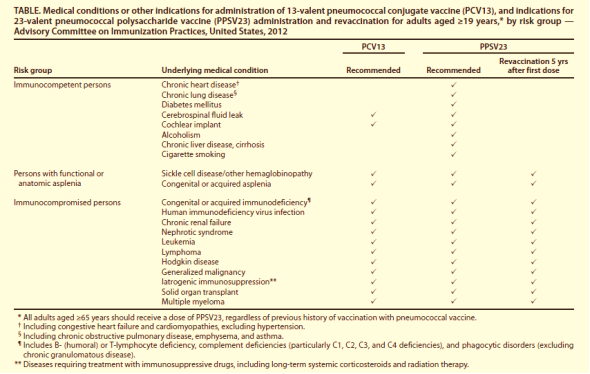 TABLE. Medical conditions or other indications for administration of 13-valent pneumococcal conjugate vaccine (PCV13), and indications for
23-valent pneumococcal polysaccharide vaccine (PPSV23) administration and revaccination for adults aged ≥19 years,* by risk group —
Advisory Committee on Immunization Practices, United States, 2012
PCV13 PPSV23
Risk group Underlying medical condition Recommended Recommended Revaccination 5 yrs
after first dose
Immunocompetent persons Chronic heart disease† ✓
Chronic lung disease§ ✓
Diabetes mellitus ✓
Cerebrospinal fluid leak ✓ ✓
Cochlear implant ✓ ✓
Alcoholism ✓
Chronic liver disease, cirrhosis ✓
Cigarette smoking ✓
Persons with functional or Sickle cell disease/other hemaglobinopathy ✓ ✓ ✓
anatomic asplenia Congenital or acquired asplenia ✓ ✓ ✓
Immunocompromised persons Congenital or acquired immunodeficiency¶ ✓ ✓ ✓
Human immunodeficiency virus infection ✓ ✓ ✓
Chronic renal failure ✓ ✓ ✓
Nephrotic syndrome ✓ ✓ ✓
Leukemia ✓ ✓ ✓
Lymphoma ✓ ✓ ✓
Hodgkin disease ✓ ✓ ✓
Generalized malignancy ✓ ✓ ✓
Iatrogenic immunosuppression** ✓ ✓ ✓
Solid organ transplant ✓ ✓ ✓
Multiple myeloma ✓ ✓ ✓
* All adults aged ≥65 years should receive a dose of PPSV23, regardless of previous history of vaccination with pneumococcal vaccine.
† Including congestive heart failure and cardiomyopathies, excluding hypertension.
§ Including chronic obstructive pulmonary disease, emphysema, and asthma.
¶ Includes B- (humoral) or T-lymphocyte deficiency, complement deficiencies (particularly C1, C2, C3, and C4 deficiencies), and phagocytic disorders (excluding
chronic granulomatous disease).
** Diseases requiring treatment with immunosuppressive drugs, including long-term systemic corticosteroids and radiation therapy.